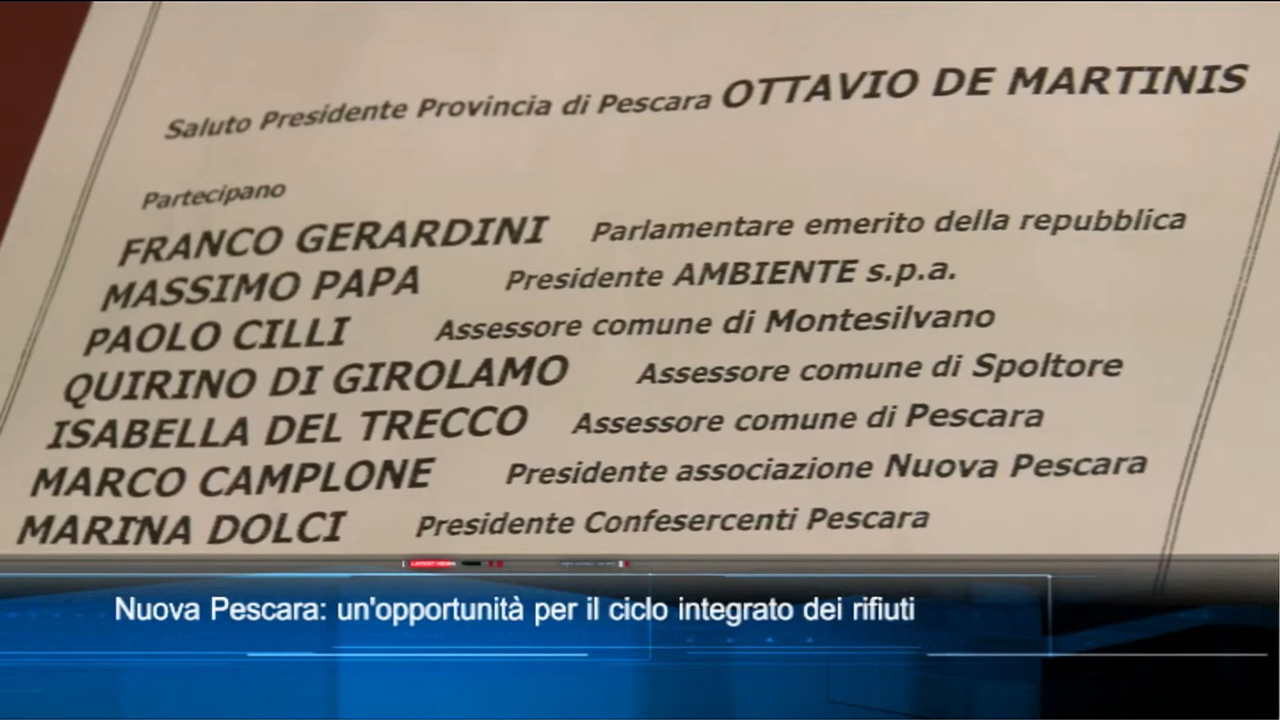 Saluto Presidente Provincia di Pescara OTTAVIO DE MARTINIS
Partecipano
FRANCO GERARDINI Parlamentare emerito della repubblica
MASSIMO PAPA Presidente AMBIENTE s.p.a.
PAOLO CILLI Assessore comune di Montesilvano
QUIRINO DI GIROLAMO Assessore comune di Spoltore
ISABELLA DEL TRECCO Assessore comune di Pescara
MARCO CAMPLONE Presidente associazione Nuova Pescara
MARINA DOLCI Presidente Confesercenti Pescara
LATEST NEWS
Nuova Pescara: un'opportunità per il ciclo integrato dei rifiuti